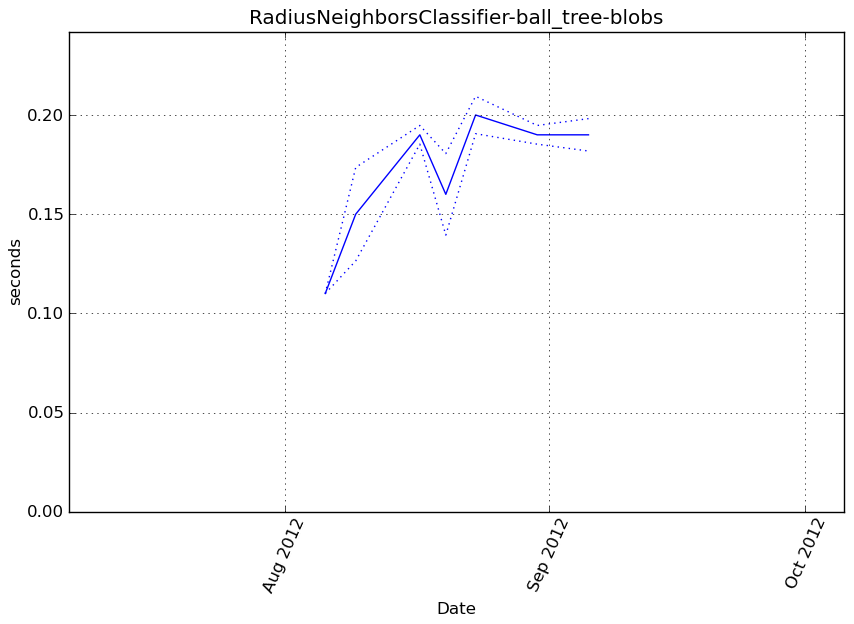 RadiusNeighborsClassifier-ball_tree-blobs
seconds
0.20
0.15
0.10
0.05
0.00
Aug 2012
Sep 2012
Oct 2012
Date